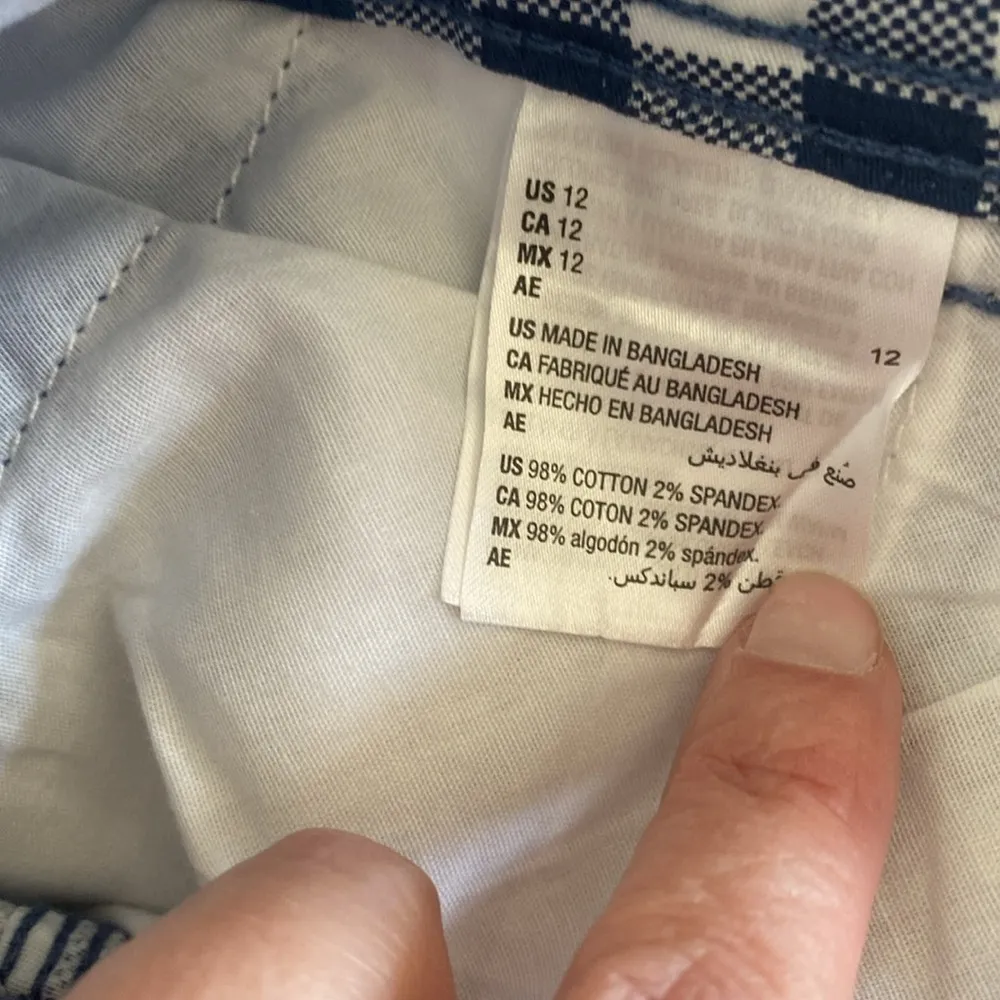 US 12
CA 12
MX 12
AE
12
US MADE IN BANGLADESH
CA FABRIQUÉ AU BANGLADESH
MX HECHO EN BANGLADESH
AE
صُنع في بنغلاديش
US 98% COTTON 2% SPANDEX
CA 98% COTON 2% SPANDEX
MX 98% algodón 2% spándex.
AE
قطن 2% سباندكس.